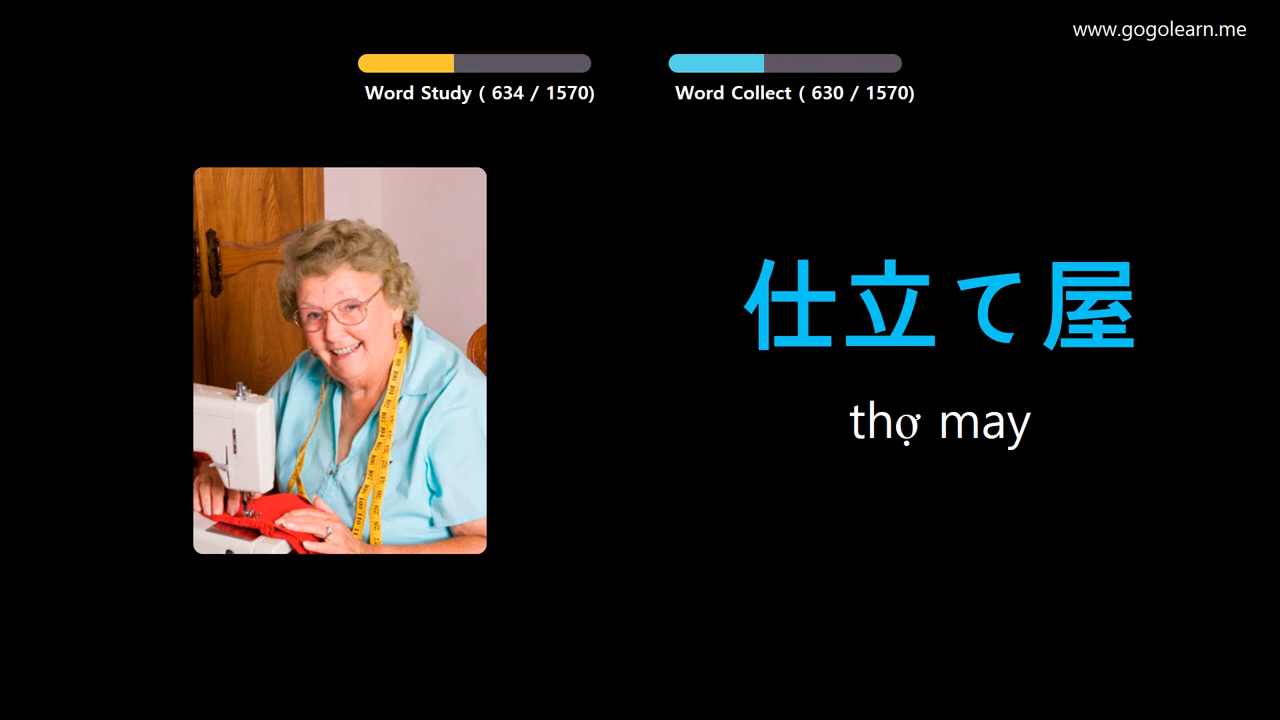 www.gogolearn.me
Word Study ( 634 / 1570)
Word Collect ( 630 / 1570)
仕立て屋
thợ may